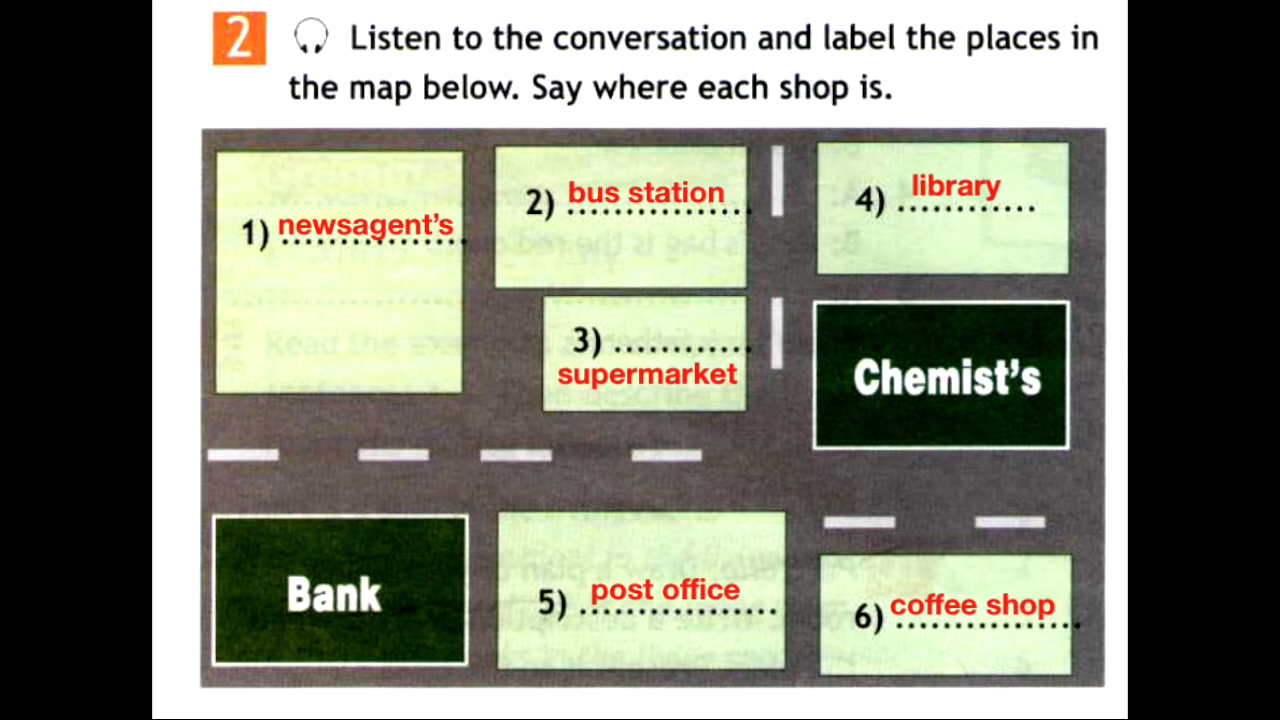 2 Listen to the conversation and label the places in
the map below. Say where each shop is.
1) newsagent's
2) bus station
4) library
3)
supermarket
Chemist's
Bank
5) post office
6) coffee shop